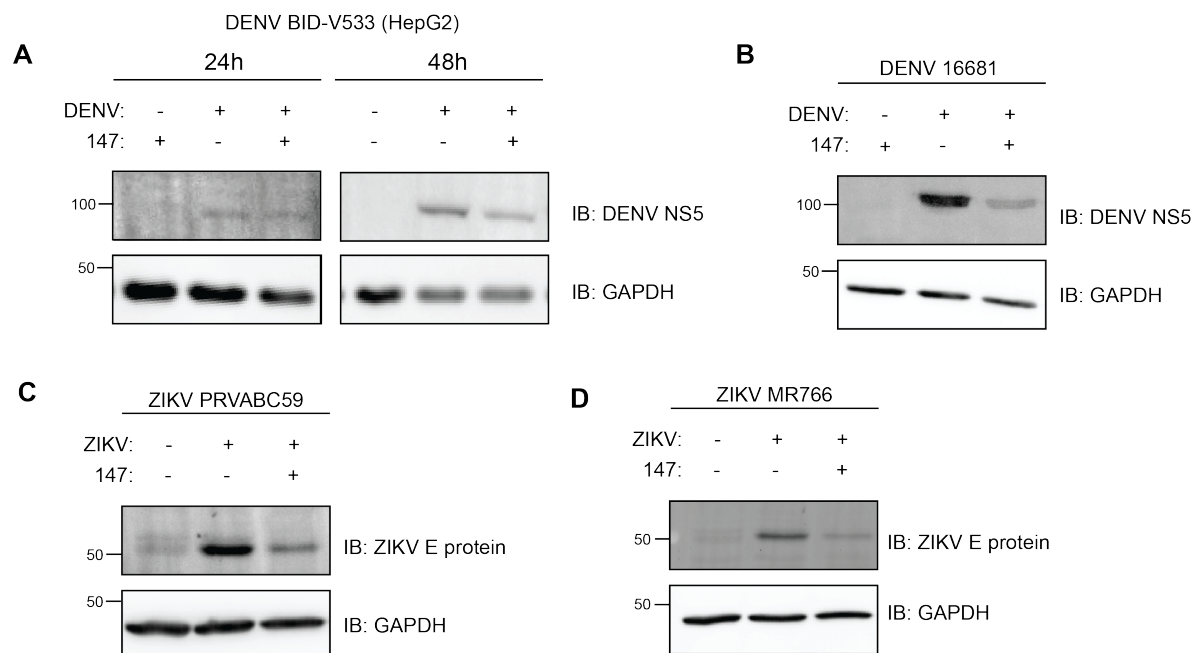 DENV BID-V533 (HepG2)
A
24h 48h
DENV: - + + - + +
147: + - + - - +
100
IB: DENV NS5
50
IB: GAPDH
B
DENV 16681
DENV: - + +
147: + - +
100
IB: DENV NS5
50
IB: GAPDH
C
ZIKV PRVABC59
ZIKV: - + +
147: - - +
50
IB: ZIKV E protein
50
IB: GAPDH
D
ZIKV MR766
ZIKV: - + +
147: - - +
50
IB: ZIKV E protein
50
IB: GAPDH